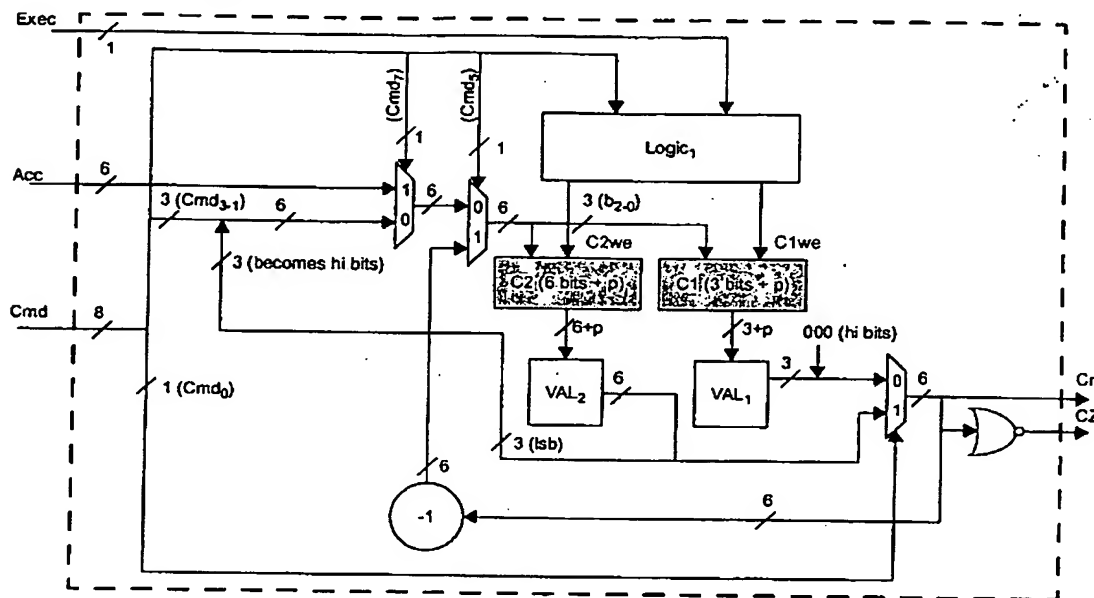 Exec
1
(Cmd7)
(Cmd5)
1
1
Logic1
Acc
6
1
0
6
0
1
6
3 (b2-0)
3 (Cmd3-1)
6
C2we
C1we
3 (becomes hi bits)
C2 (6 bits + p)
C1 (3 bits + p)
Cmd
8
6+p
3+p
000 (hi bits)
1 (Cmd0)
VAL2
6
VAL1
3
0
1
6
C2
3 (lsb)
6
-1
6